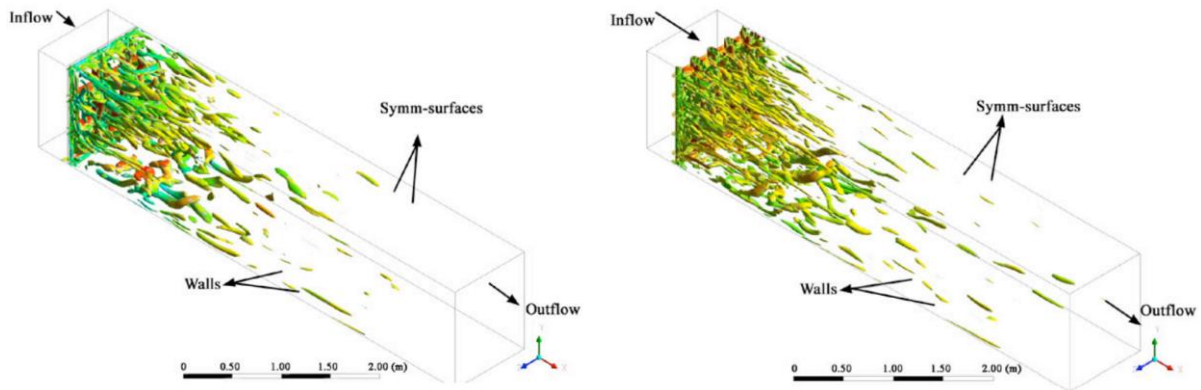 Inflow
Symm-surfaces
Walls
Outflow
0 0.50 1.00 1.50 2.00 (m)
Inflow
Symm-surfaces
Walls
Outflow
0 0.50 1.00 1.50 2.00 (m)